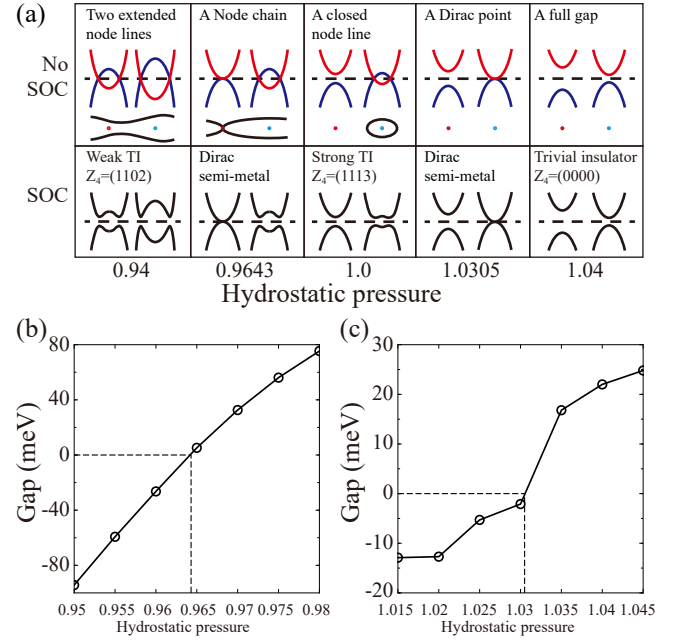 (a)
Two extended
node lines
A Node chain
A closed
node line
A Dirac point
A full gap
No
SOC
Weak TI
Z₄=(1102)
Dirac
semi-metal
Strong TI
Z₄=(1113)
Dirac
semi-metal
Trivial insulator
Z₄=(0000)
SOC
0.94 0.9643 1.0 1.0305 1.04
Hydrostatic pressure
(b)
80
40
0
-40
-80
Gap (meV)
0.95 0.955 0.96 0.965 0.97 0.975 0.98
Hydrostatic pressure
(c)
30
20
10
0
-10
-20
Gap (meV)
1.015 1.02 1.025 1.03 1.035 1.04 1.045
Hydrostatic pressure